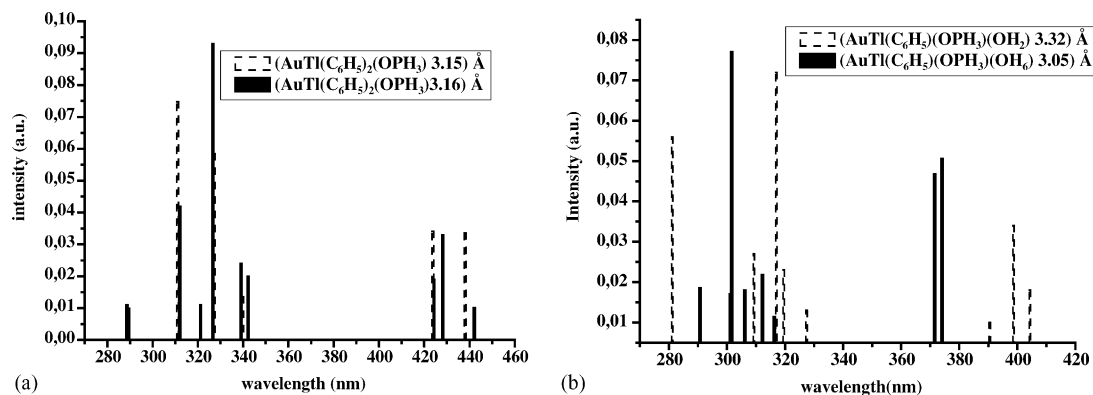 0,10
0,09
0,08
0,07
0,06
0,05
0,04
0,03
0,02
0,01
0,00
intensity (a.u.)
(AuTl(C6H5)2(OPH3) 3.15) Å
(AuTl(C6H5)2(OPH3)3.16) Å
280 300 320 340 360 380 400 420 440 460
wavelength (nm)
(a)
0,08
0,07
0,06
0,05
0,04
0,03
0,02
0,01
Intensity (a.u.)
(AuTl(C6H5)(OPH3)(OH2) 3.32) Å
(AuTl(C6H5)(OPH3)(OH6) 3.05) Å
280 300 320 340 360 380 400 420
wavelength(nm)
(b)